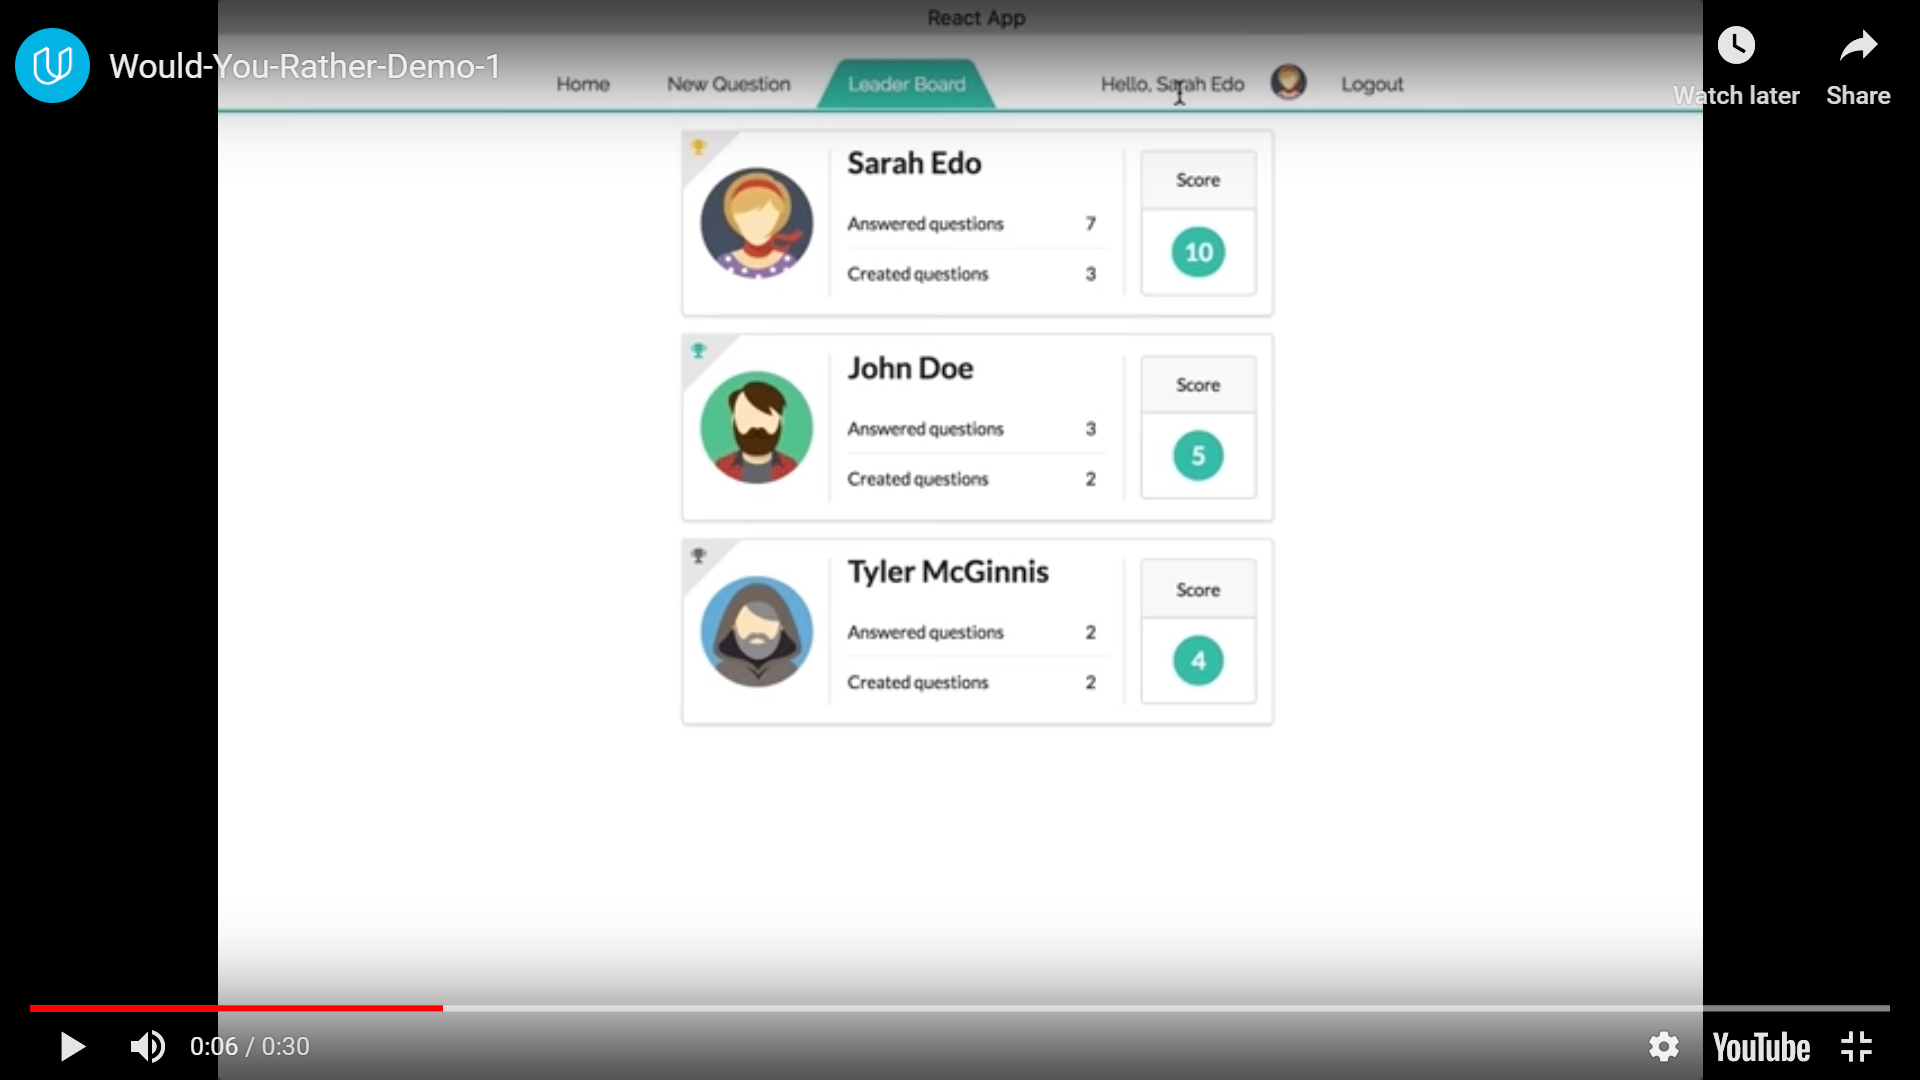 React App
Would-You-Rather-Demo-1
Home New Question Leader Board Hello, Sarah Edo Logout
Watch later Share
Sarah Edo
Score
Answered questions 7
10
Created questions 3
John Doe
Score
Answered questions 3
5
Created questions 2
Tyler McGinnis
Score
Answered questions 2
4
Created questions 2
0:06 / 0:30
YouTube